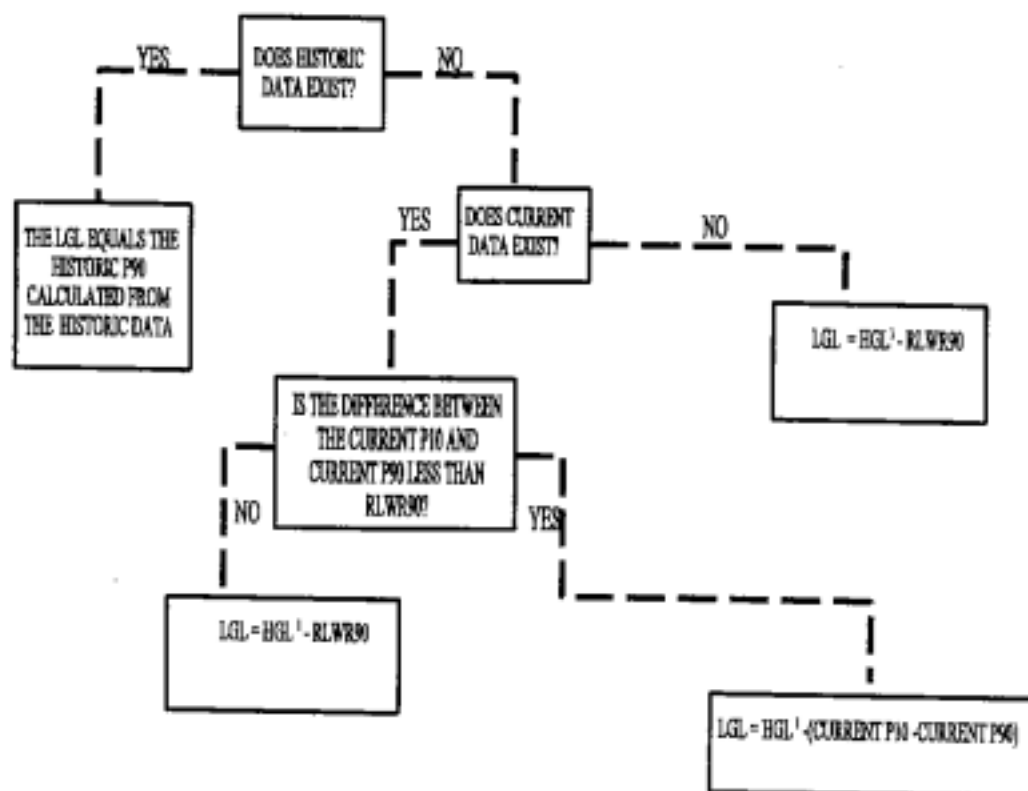 YES
DOES HISTORIC
DATA EXIST?
NO
THE LGL EQUALS THE
HISTORIC P90
CALCULATED FROM
THE HISTORIC DATA
YES
DOES CURRENT
DATA EXIST?
NO
LGL = HGL¹ - RLWR90
IS THE DIFFERENCE BETWEEN
THE CURRENT P10 AND
CURRENT P90 LESS THAN
RLWR90?
NO
YES
LGL = HGL¹ - RLWR90
LGL = HGL¹ -(CURRENT P10 -CURRENT P90)